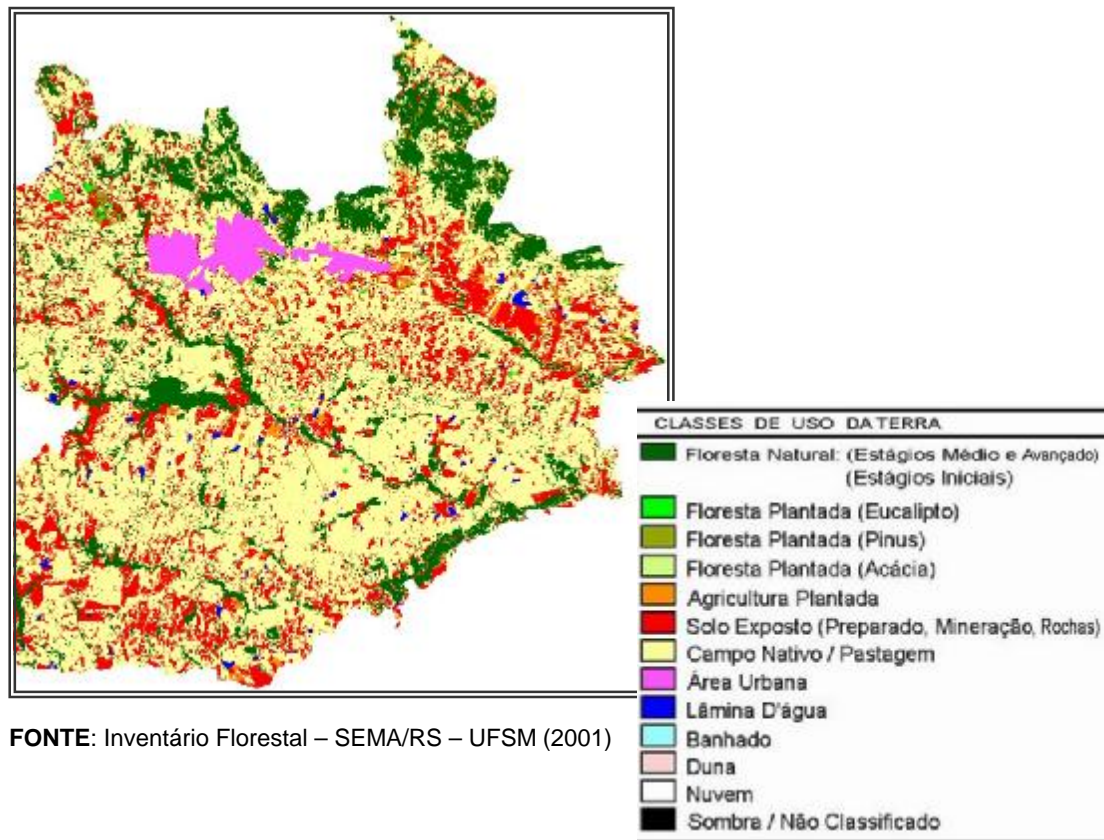 CLASSES DE USO DA TERRA
Floresta Natural: (Estágios Médio e Avançado)
(Estágios Iniciais)
Floresta Plantada (Eucalipto)
Floresta Plantada (Pinus)
Floresta Plantada (Acácia)
Agricultura Plantada
Solo Exposto (Preparado, Mineração, Rochas)
Campo Nativo / Pastagem
Área Urbana
Lâmina D'água
Banhado
Duna
Nuvem
Sombra / Não Classificado
FONTE: Inventário Florestal – SEMA/RS – UFSM (2001)